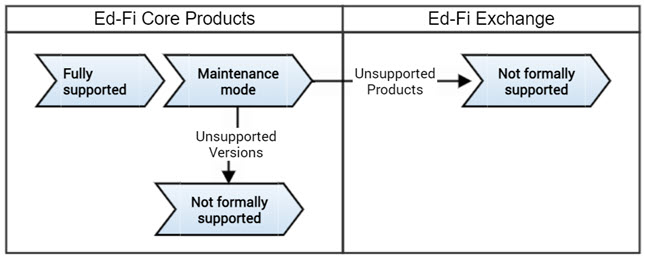 Ed-Fi Core Products
Ed-Fi Exchange
Fully
supported
Maintenance
mode
Unsupported
Products
Not formally
supported
Unsupported
Versions
Not formally
supported